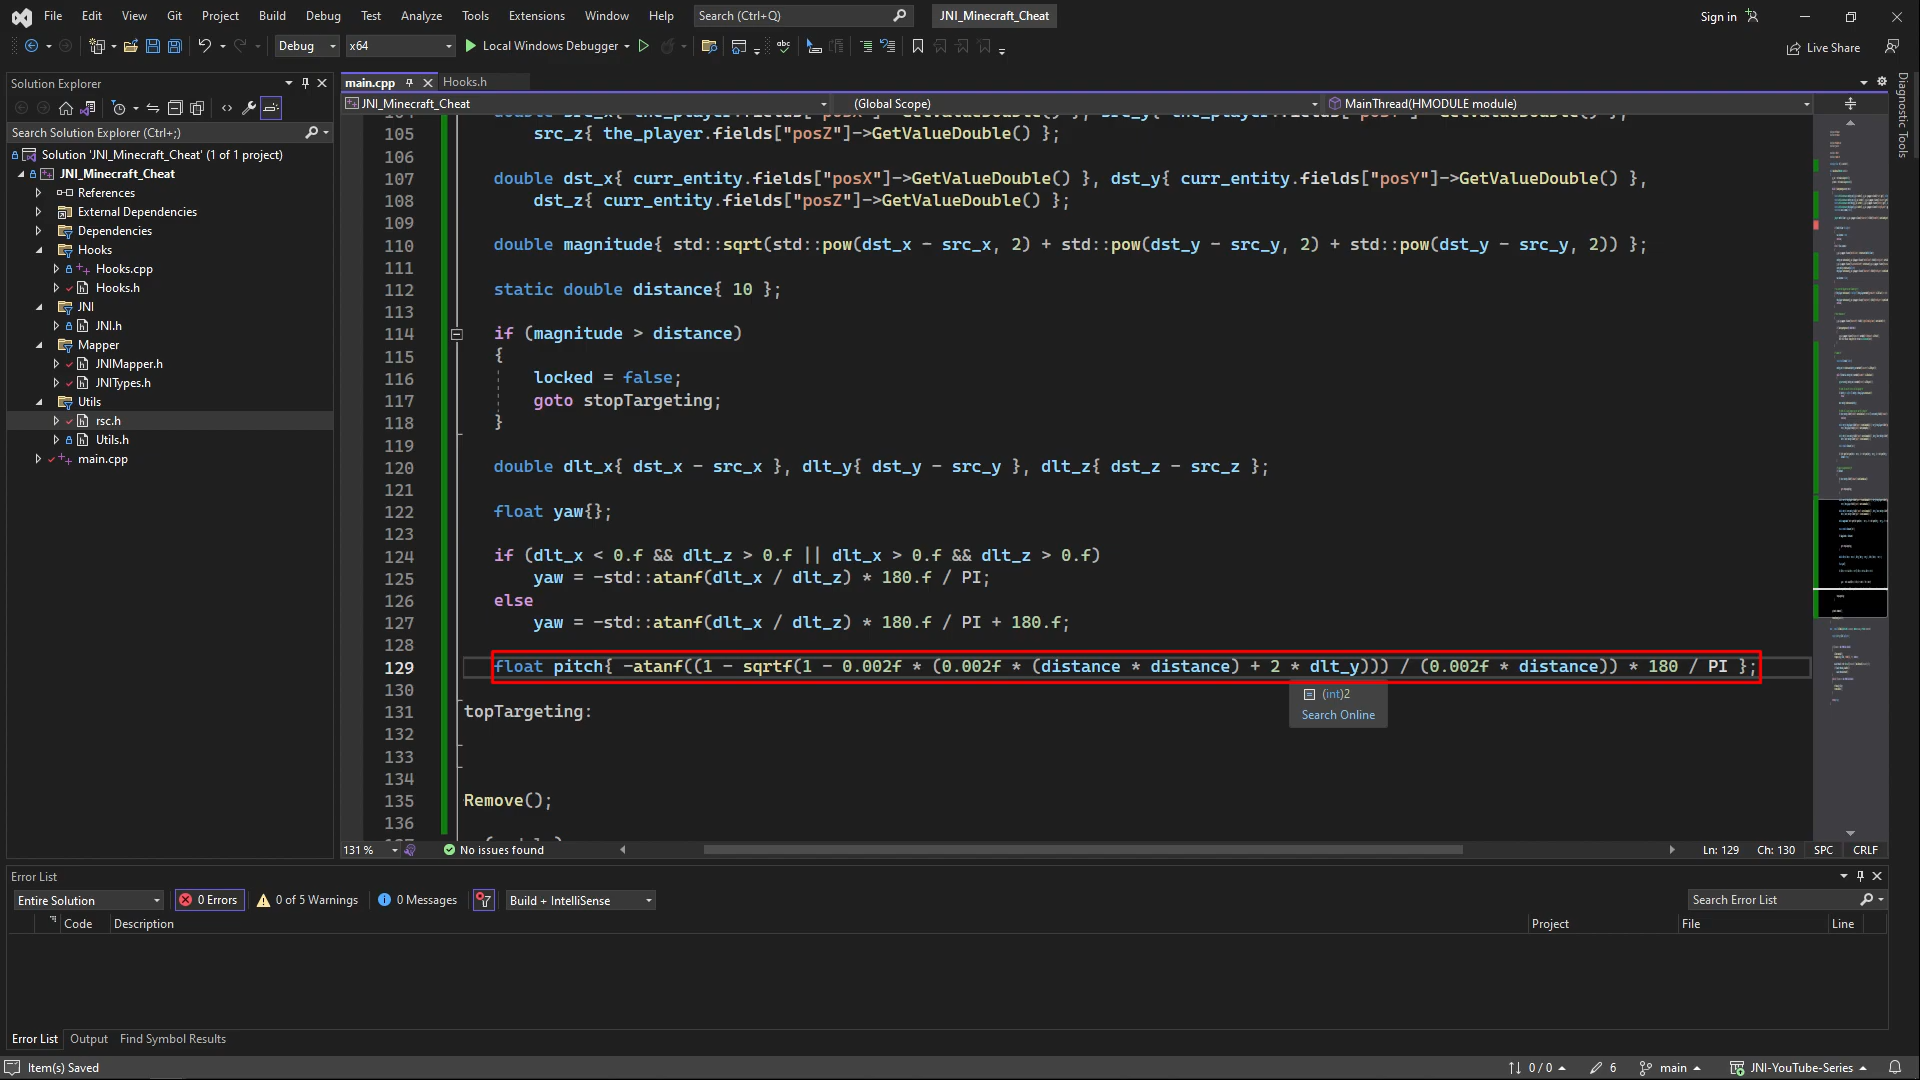 File Edit View Git Project Build Debug Test Analyze Tools Extensions Window Help Search (Ctrl+Q) JNI_Minecraft_Cheat Sign in
Debug x64 Local Windows Debugger Live Share
Solution Explorer
Search Solution Explorer (Ctrl+;)
Solution 'JNI_Minecraft_Cheat' (1 of 1 project)
JNI_Minecraft_Cheat
References
External Dependencies
Dependencies
Hooks
Hooks.cpp
Hooks.h
JNI
JNI.h
Mapper
JNIMapper.h
JNITypes.h
Utils
rsc.h
Utils.h
main.cpp
main.cpp Hooks.h
JNI_Minecraft_Cheat (Global Scope) MainThread(HMODULE module)
105 src_z{ the_player.fields["posZ"]->GetValueDouble() };
106
107 double dst_x{ curr_entity.fields["posX"]->GetValueDouble() }, dst_y{ curr_entity.fields["posY"]->GetValueDouble() },
108 dst_z{ curr_entity.fields["posZ"]->GetValueDouble() };
109
110 double magnitude{ std::sqrt(std::pow(dst_x - src_x, 2) + std::pow(dst_y - src_y, 2) + std::pow(dst_y - src_y, 2)) };
111
112 static double distance{ 10 };
113
114 if (magnitude > distance)
115 {
116 locked = false;
117 goto stopTargeting;
118 }
119
120 double dlt_x{ dst_x - src_x }, dlt_y{ dst_y - src_y }, dlt_z{ dst_z - src_z };
121
122 float yaw{};
123
124 if (dlt_x < 0.f && dlt_z > 0.f || dlt_x > 0.f && dlt_z > 0.f)
125 yaw = -std::atanf(dlt_x / dlt_z) * 180.f / PI;
126 else
127 yaw = -std::atanf(dlt_x / dlt_z) * 180.f / PI + 180.f;
128
129 float pitch{ -atanf((1 - sqrtf(1 - 0.002f * (0.002f * (distance * distance) + 2 * dlt_y))) / (0.002f * distance)) * 180 / PI };
130
(int)2
Search Online
131 topTargeting:
132
133
134
135 Remove();
136
131 % No issues found Ln: 129 Ch: 130 SPC CRLF
Diagnostic Tools
Error List
Entire Solution 0 Errors 0 of 5 Warnings 0 Messages Build + IntelliSense Search Error List
Code Description Project File Line
Error List Output Find Symbol Results
Item(s) Saved 0 / 0 6 main JNI-YouTube-Series